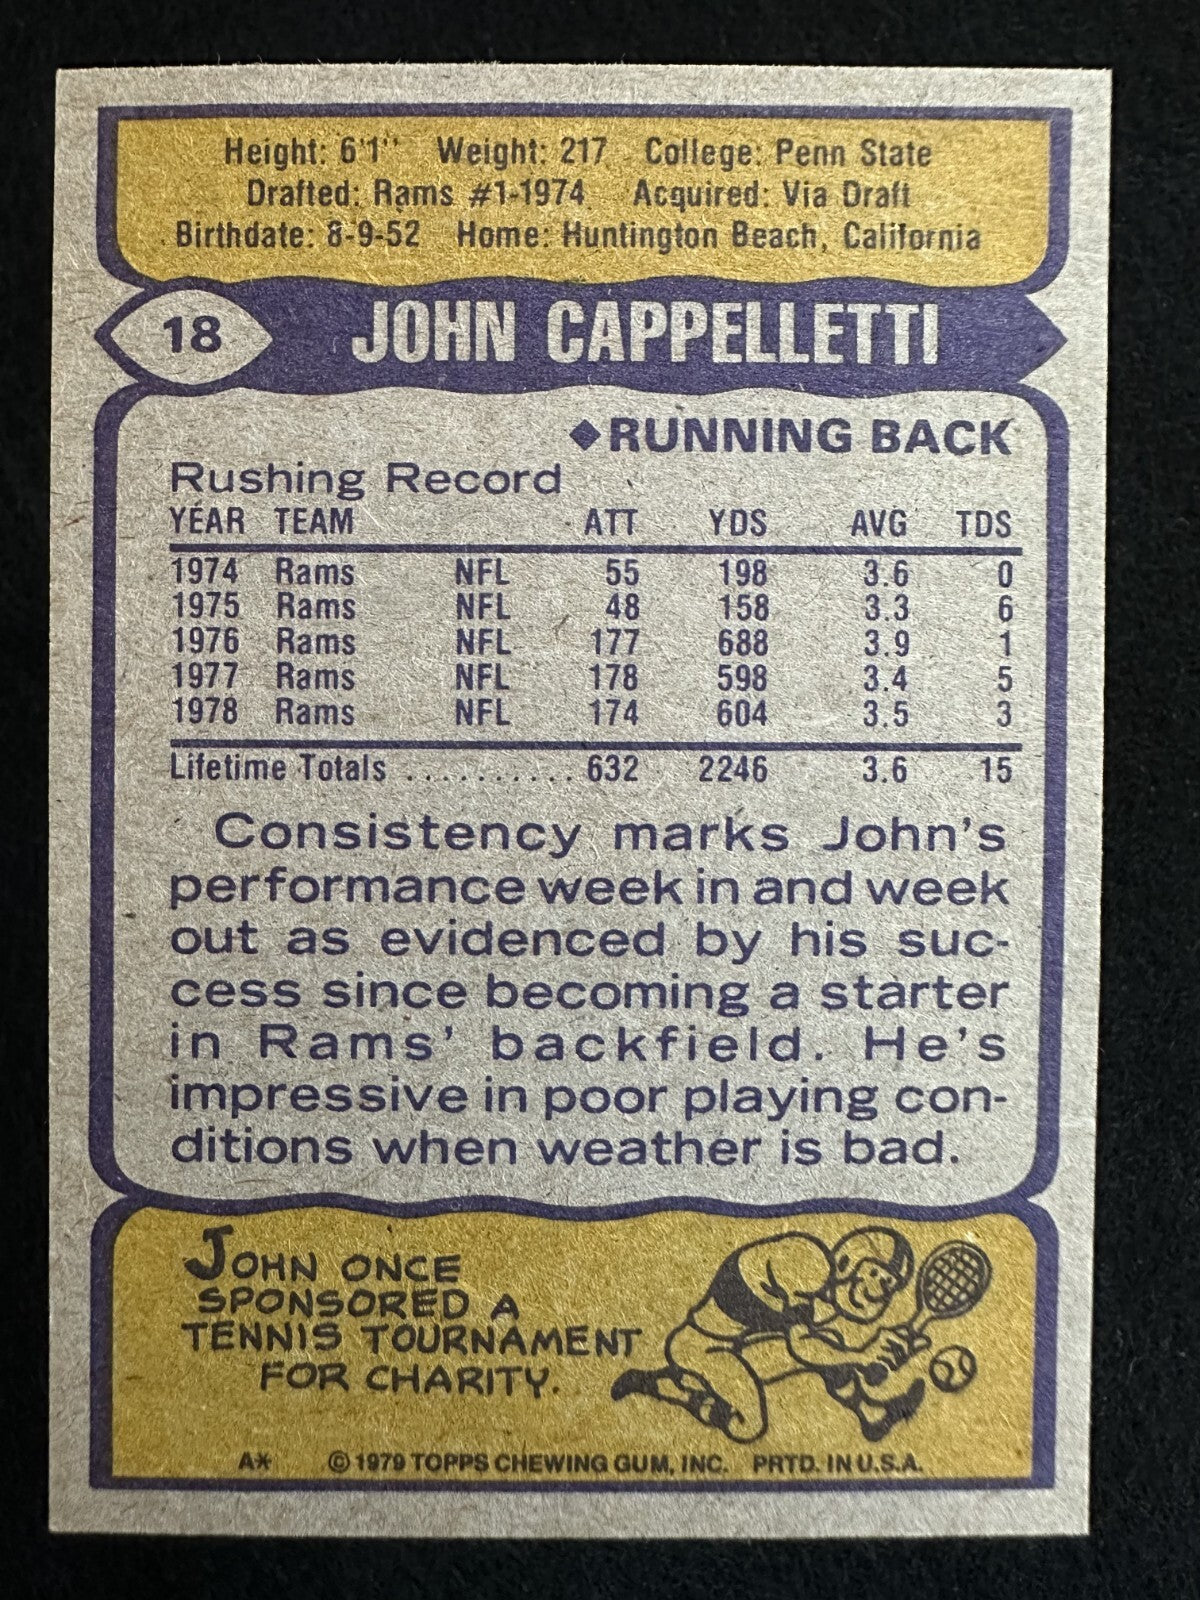 Height: 6'1" Weight: 217 College: Penn State
Drafted: Rams #1-1974 Acquired: Via Draft
Birthdate: 8-9-52 Home: Huntington Beach, California
18 JOHN CAPPELLETTI
◆RUNNING BACK
Rushing Record
YEAR TEAM ATT YDS AVG TDS
1974 Rams NFL 55 198 3.6 0
1975 Rams NFL 48 158 3.3 6
1976 Rams NFL 177 688 3.9 1
1977 Rams NFL 178 598 3.4 5
1978 Rams NFL 174 604 3.5 3
Lifetime Totals .......... 632 2246 3.6 15
Consistency marks John's
performance week in and week
out as evidenced by his suc-
cess since becoming a starter
in Rams' backfield. He's
impressive in poor playing con-
ditions when weather is bad.
JOHN ONCE
SPONSORED A
TENNIS TOURNAMENT
FOR CHARITY.
A* © 1979 TOPPS CHEWING GUM, INC. PRTD. IN U.S.A.